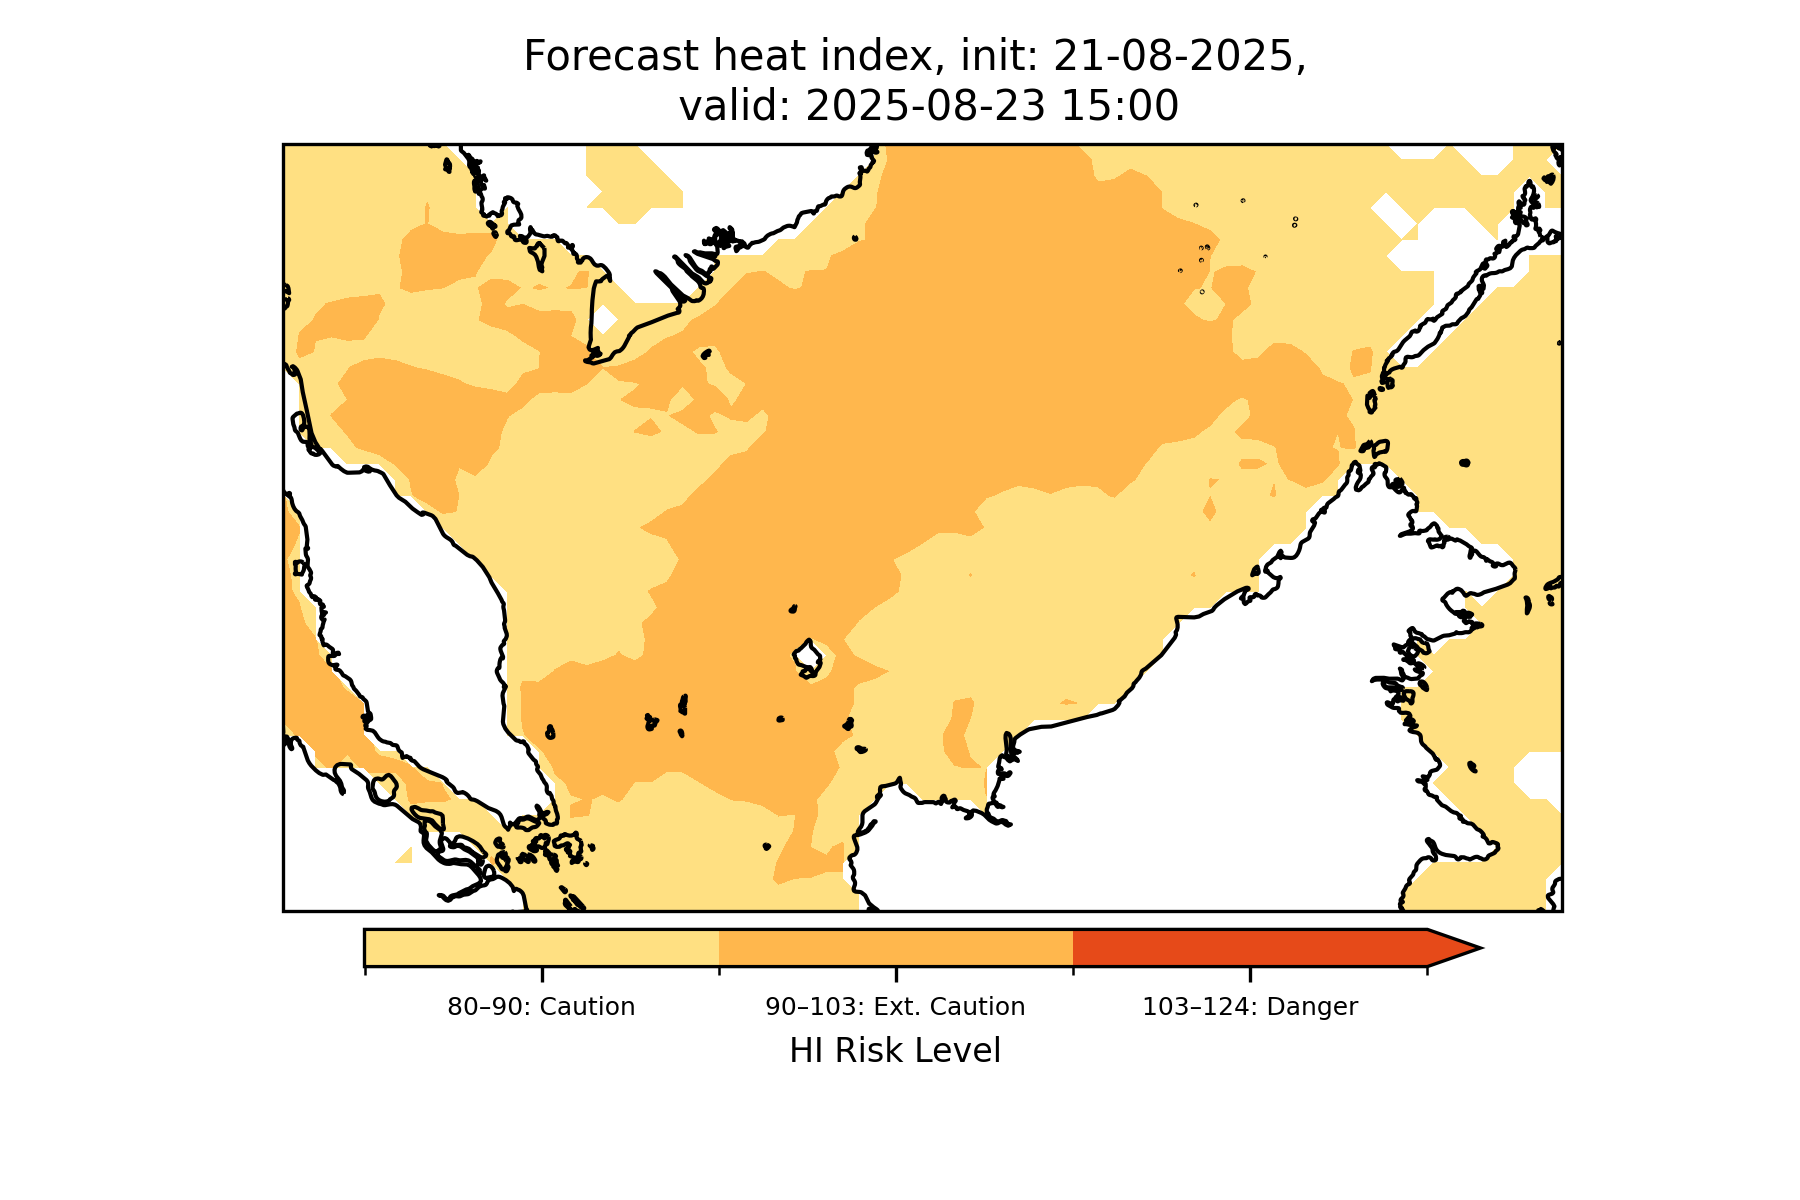 Forecast heat index, init: 21-08-2025,
valid: 2025-08-23 15:00
80–90: Caution
90–103: Ext. Caution
103–124: Danger
HI Risk Level